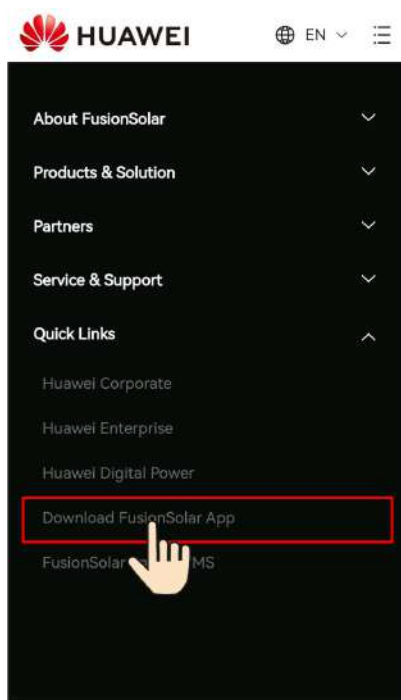 HUAWEI
EN
About FusionSolar
Products & Solution
Partners
Service & Support
Quick Links
Huawei Corporate
Huawei Enterprise
Huawei Digital Power
Download FusionSolar App
FusionSolar MS